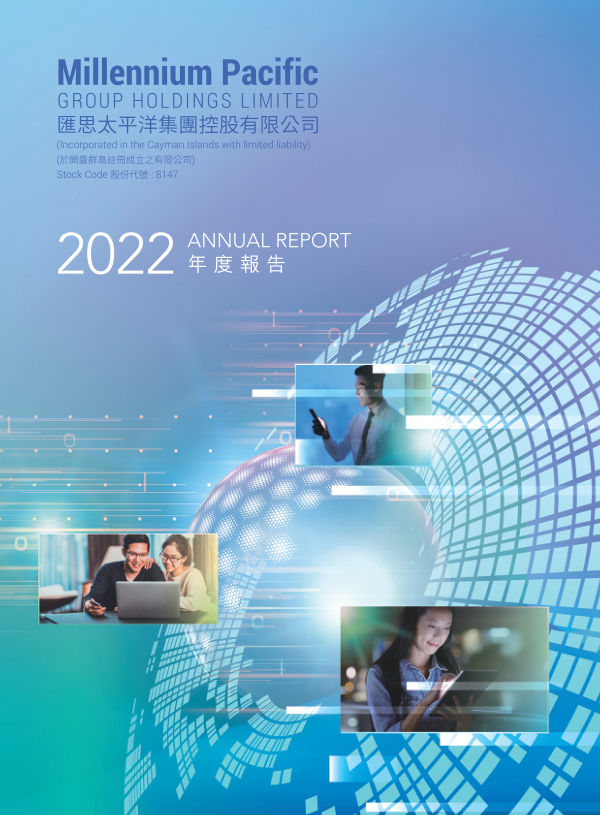 Millennium Pacific
GROUP HOLDINGS LIMITED
匯思太平洋集團控股有限公司
(Incorporated in the Cayman Islands with limited liability)
(於開曼群島註冊成立之有限公司)
Stock Code 股份代號 : 8147
2022 ANNUAL REPORT
年度報告